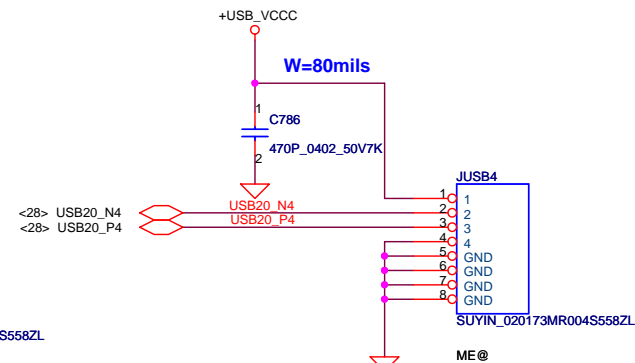 +USB_VCCC
W=80mils
1
C786
470P_0402_50V7K
2
JUSB4
<28> USB20_N4
USB20_N4
<28> USB20_P4
USB20_P4
1 1
2 2
3 3
4 4
5 GND
6 GND
7 GND
8 GND
SUYIN_020173MR004S558ZL
S558ZL
ME@